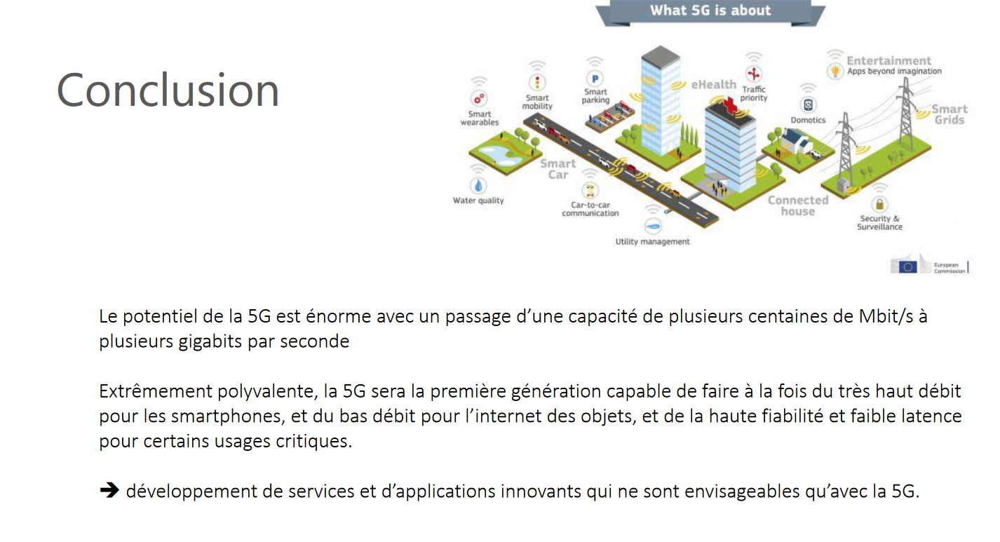 What 5G is about
Conclusion
Entertainment
Apps beyond imagination
eHealth
Traffic
priority
Smart
parking
Smart
mobility
Smart
wearables
Domotics
Smart
Grids
Smart
Car
Water quality
Car-to-car
communication
Connected
house
Security &
Surveillance
Utility management
European
Commission
Le potentiel de la 5G est énorme avec un passage d’une capacité de plusieurs centaines de Mbit/s à
plusieurs gigabits par seconde
Extrêmement polyvalente, la 5G sera la première génération capable de faire à la fois du très haut débit
pour les smartphones, et du bas débit pour l’internet des objets, et de la haute fiabilité et faible latence
pour certains usages critiques.
➔ développement de services et d’applications innovants qui ne sont envisageables qu’avec la 5G.